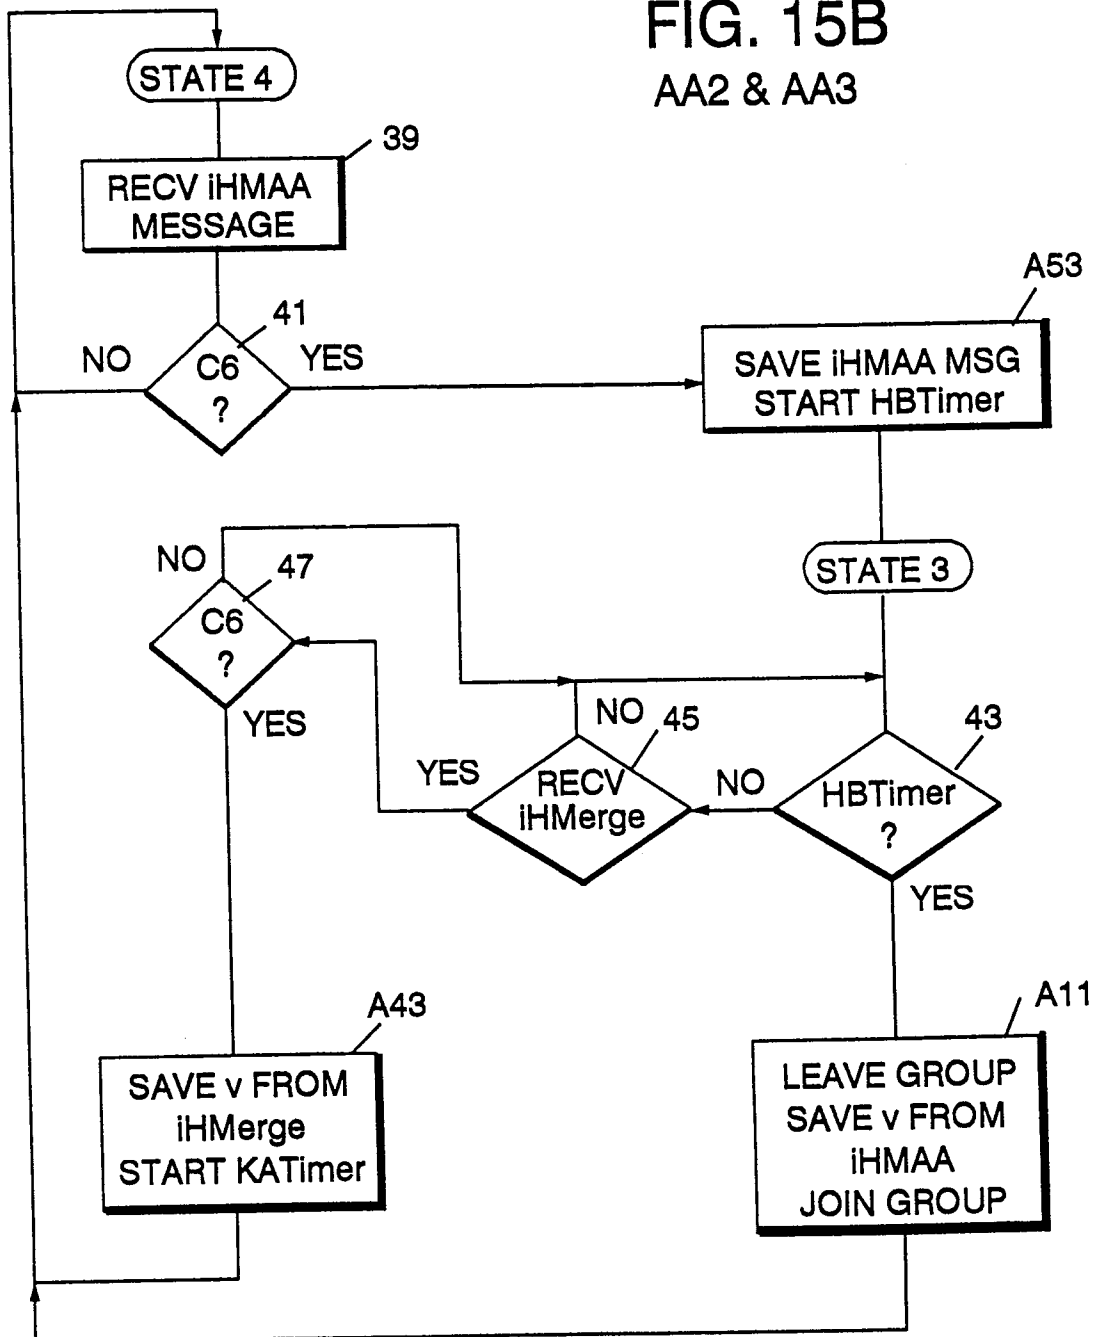 FIG. 15B
AA2 & AA3
STATE 4
39
RECV iHMAA
MESSAGE
41
NO
C6
?
YES
A53
SAVE iHMAA MSG
START HBTimer
STATE 3
NO
47
C6
?
YES
NO
45
YES
RECV
iHMerge
NO
43
HBTimer
?
YES
A43
SAVE v FROM
iHMerge
START KATimer
A11
LEAVE GROUP
SAVE v FROM
iHMAA
JOIN GROUP